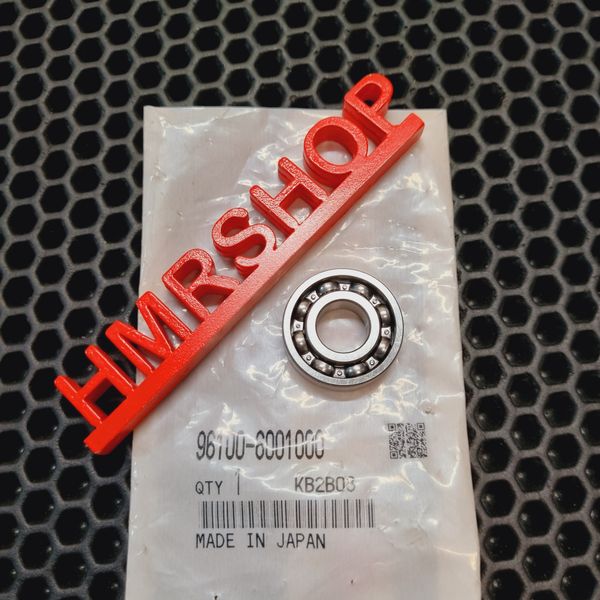 HMRSHOP
96100-6001000
QTY 1 KB2B03
MADE IN JAPAN